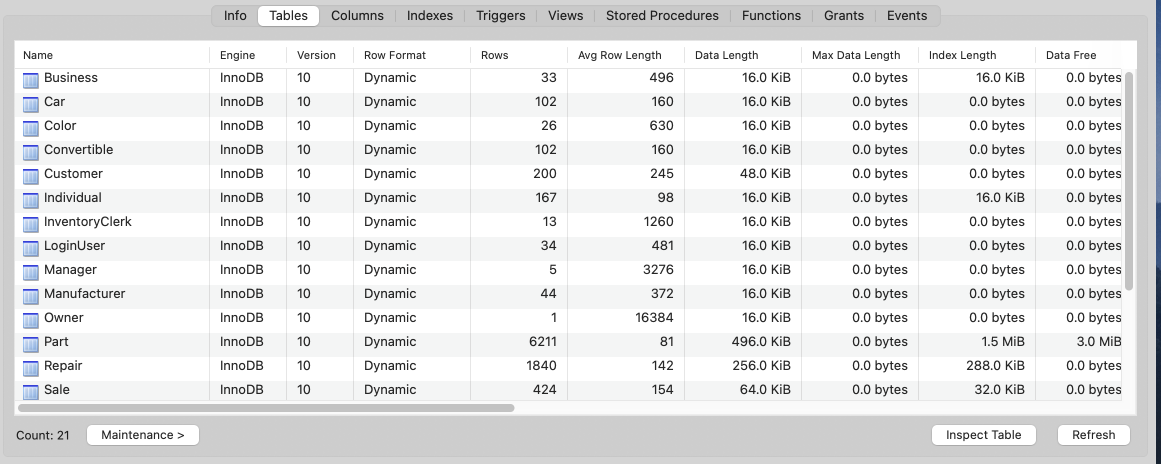 Info Tables Columns Indexes Triggers Views Stored Procedures Functions Grants Events
Name Engine Version Row Format Rows Avg Row Length Data Length Max Data Length Index Length Data Free
Business InnoDB 10 Dynamic 33 496 16.0 KiB 0.0 bytes 16.0 KiB 0.0 bytes
Car InnoDB 10 Dynamic 102 160 16.0 KiB 0.0 bytes 0.0 bytes 0.0 bytes
Color InnoDB 10 Dynamic 26 630 16.0 KiB 0.0 bytes 0.0 bytes 0.0 bytes
Convertible InnoDB 10 Dynamic 102 160 16.0 KiB 0.0 bytes 0.0 bytes 0.0 bytes
Customer InnoDB 10 Dynamic 200 245 48.0 KiB 0.0 bytes 0.0 bytes 0.0 bytes
Individual InnoDB 10 Dynamic 167 98 16.0 KiB 0.0 bytes 16.0 KiB 0.0 bytes
InventoryClerk InnoDB 10 Dynamic 13 1260 16.0 KiB 0.0 bytes 0.0 bytes 0.0 bytes
LoginUser InnoDB 10 Dynamic 34 481 16.0 KiB 0.0 bytes 0.0 bytes 0.0 bytes
Manager InnoDB 10 Dynamic 5 3276 16.0 KiB 0.0 bytes 0.0 bytes 0.0 bytes
Manufacturer InnoDB 10 Dynamic 44 372 16.0 KiB 0.0 bytes 0.0 bytes 0.0 bytes
Owner InnoDB 10 Dynamic 1 16384 16.0 KiB 0.0 bytes 0.0 bytes 0.0 bytes
Part InnoDB 10 Dynamic 6211 81 496.0 KiB 0.0 bytes 1.5 MiB 3.0 MiB
Repair InnoDB 10 Dynamic 1840 142 256.0 KiB 0.0 bytes 288.0 KiB 0.0 bytes
Sale InnoDB 10 Dynamic 424 154 64.0 KiB 0.0 bytes 32.0 KiB 0.0 bytes
Count: 21 Maintenance > Inspect Table Refresh